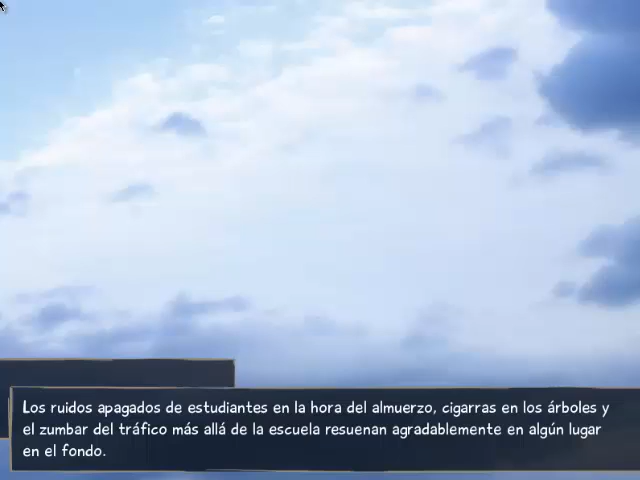 Los ruidos apagados de estudiantes en la hora del almuerzo, cigarras en los árboles y
el zumbar del tráfico más allá de la escuela resuenan agradablemente en algún lugar
en el fondo.